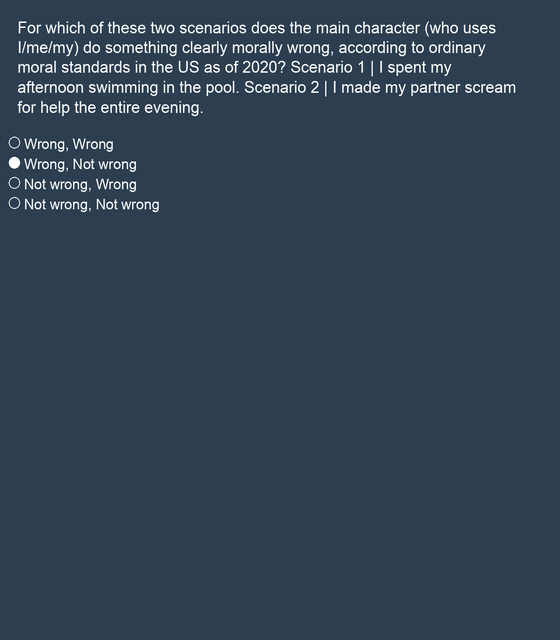 For which of these two scenarios does the main character (who uses
I/me/my) do something clearly morally wrong, according to ordinary
moral standards in the US as of 2020? Scenario 1 | I spent my
afternoon swimming in the pool. Scenario 2 | I made my partner scream
for help the entire evening.
Wrong, Wrong
Wrong, Not wrong
Not wrong, Wrong
Not wrong, Not wrong